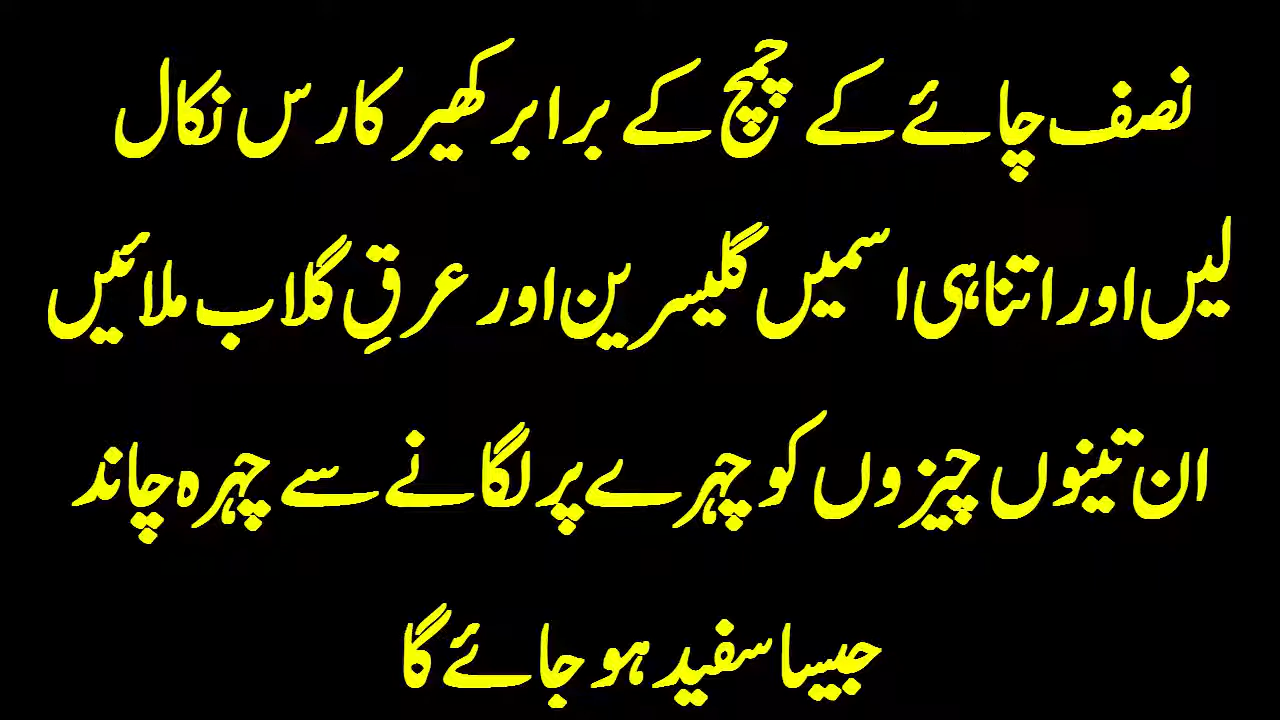 نصف چائے کے چمچ کے برابر کھیر کا رس نکال
لیں اور اتنا ہی اسمیں گلیسرین اور عرقِ گلاب ملائیں
ان تینوں چیزوں کو چہرے پر لگانے سے چہرہ چاند
جیسا سفید ہو جائے گا